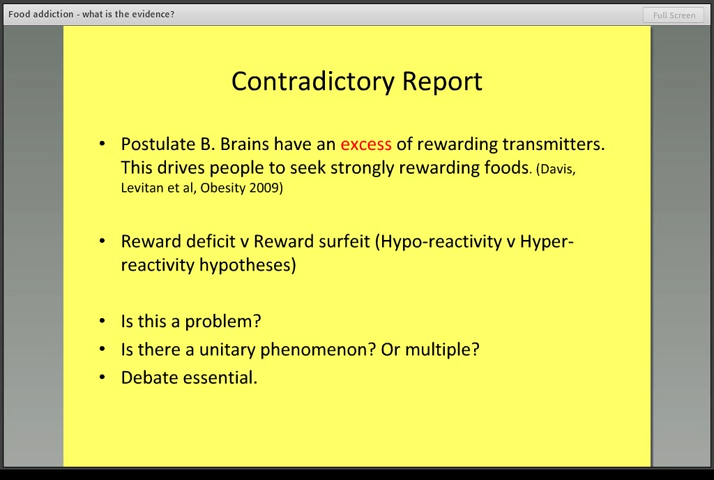 Food addiction - what is the evidence?
Full Screen
Contradictory Report
• Postulate B. Brains have an excess of rewarding transmitters.
This drives people to seek strongly rewarding foods. (Davis,
Levitan et al, Obesity 2009)
• Reward deficit v Reward surfeit (Hypo-reactivity v Hyper-
reactivity hypotheses)
• Is this a problem?
• Is there a unitary phenomenon? Or multiple?
• Debate essential.